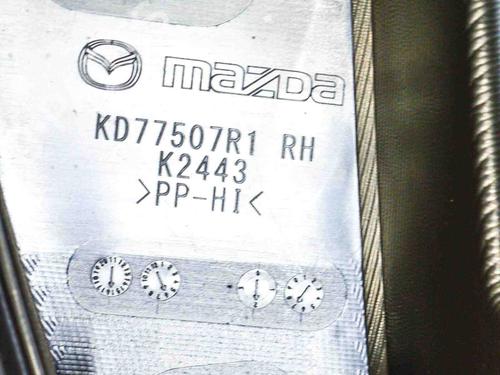 mazda
KD77507R1 RH
K2443
>PP-HI<